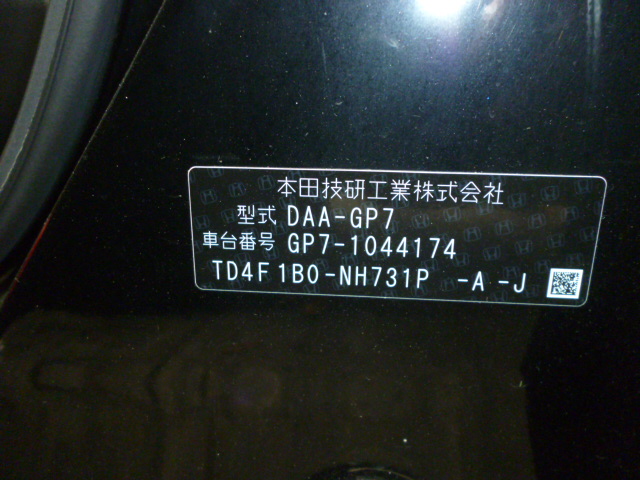 本田技研工業株式会社
型式 DAA-GP7
車台番号 GP7-1044174
TD4F1B0-NH731P -A -J